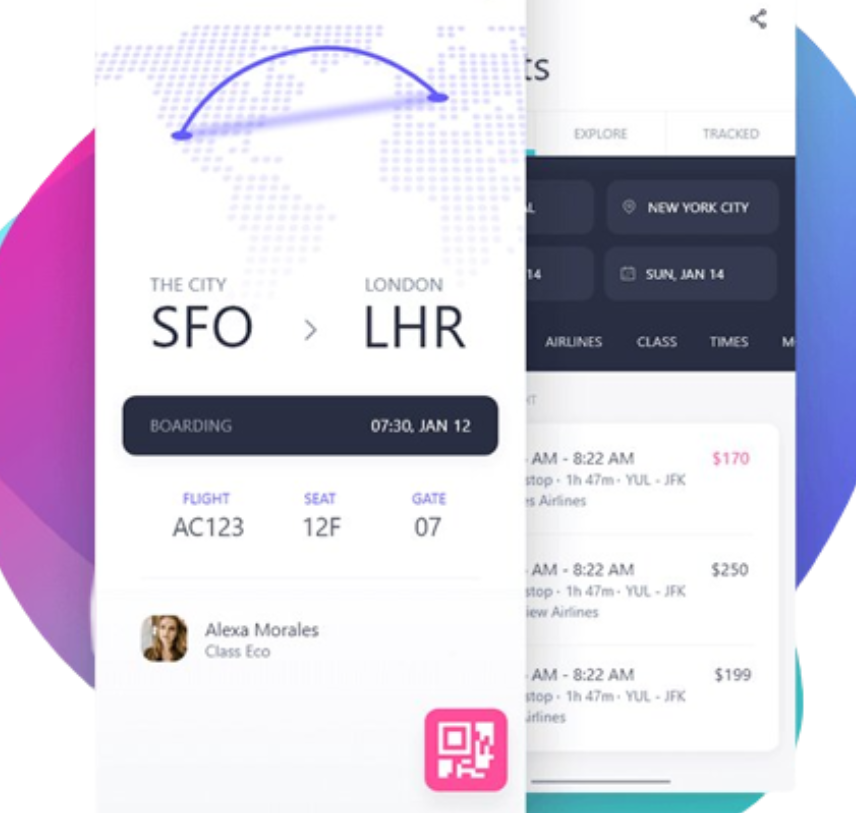 THE CITY
SFO
>
LONDON
LHR
BOARDING
07:30, JAN 12
FLIGHT
AC123
SEAT
12F
GATE
07
Alexa Morales
Class Eco
ts
EXPLORE
TRACKED
AL
NEW YORK CITY
14
SUN, JAN 14
AIRLINES
CLASS
TIMES
M
AM - 8:22 AM
$170
stop · 1h 47m · YUL - JFK
es Airlines
AM - 8:22 AM
$250
stop · 1h 47m · YUL - JFK
iew Airlines
AM - 8:22 AM
$199
stop · 1h 47m · YUL - JFK
irlines